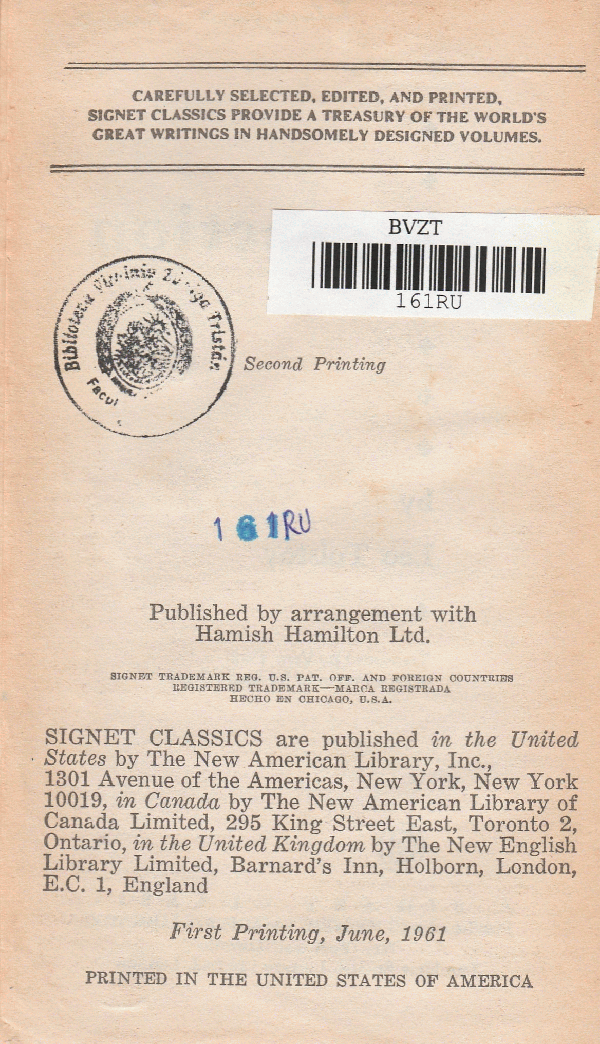 CAREFULLY SELECTED, EDITED, AND PRINTED,
SIGNET CLASSICS PROVIDE A TREASURY OF THE WORLD'S
GREAT WRITINGS IN HANDSOMELY DESIGNED VOLUMES.
BVZT
161RU
Biblioteca Virginia Zúñiga Tristán
Facul
Second Printing
161RU
Published by arrangement with
Hamish Hamilton Ltd.
SIGNET TRADEMARK REG. U.S. PAT. OFF. AND FOREIGN COUNTRIES
REGISTERED TRADEMARK—MARCA REGISTRADA
HECHO EN CHICAGO, U.S.A.
SIGNET CLASSICS are published in the United
States by The New American Library, Inc.,
1301 Avenue of the Americas, New York, New York
10019, in Canada by The New American Library of
Canada Limited, 295 King Street East, Toronto 2,
Ontario, in the United Kingdom by The New English
Library Limited, Barnard's Inn, Holborn, London,
E.C. 1, England
First Printing, June, 1961
PRINTED IN THE UNITED STATES OF AMERICA